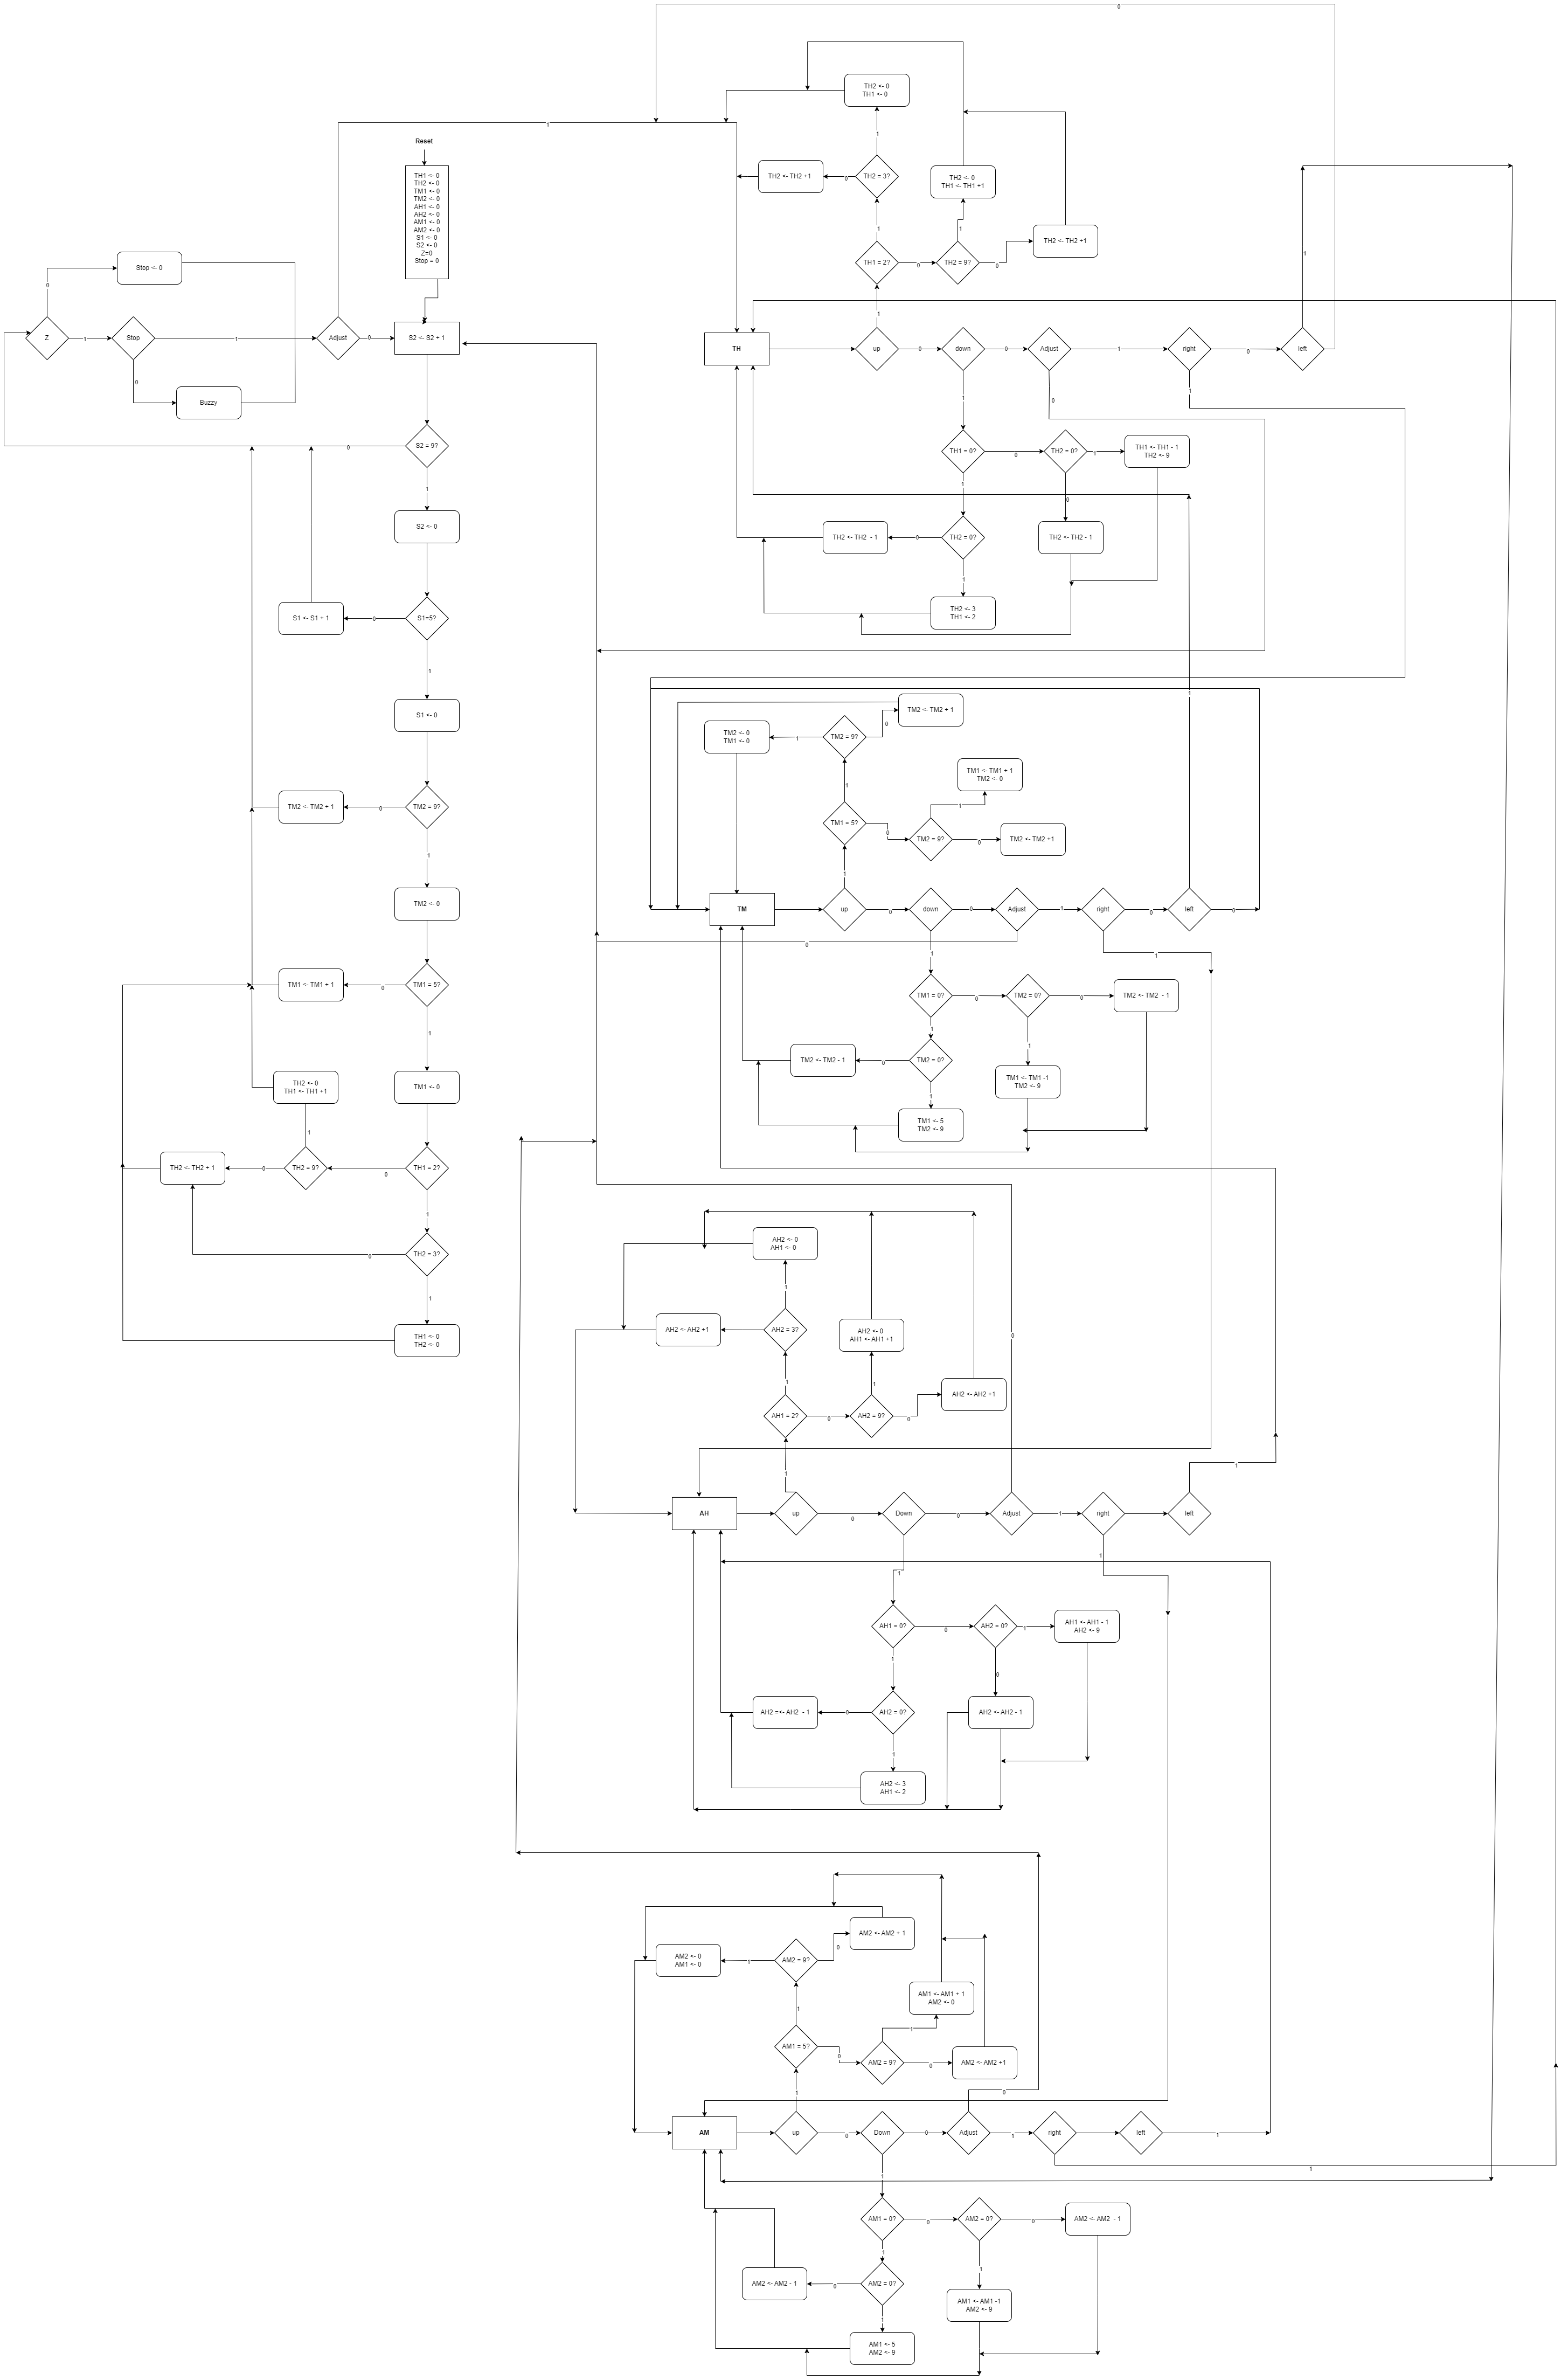 0
TH2 <- 0
TH1 <- 0
1
1
Reset
TH1 <- 0
TH2 <- 0
TM1 <- 0
TM2 <- 0
AH1 <- 0
AH2 <- 0
AM1 <- 0
AM2 <- 0
S1 <- 0
S2 <- 0
Z=0
Stop = 0
TH2 <- TH2 +1
0
TH2 = 3?
TH2 <- 0
TH1 <- TH1 +1
1
1
TH2 <- TH2 +1
TH1 = 2?
0
TH2 = 9?
0
1
Stop <- 0
0
1
Z
1
Stop
1
Adjust
0
S2 <- S2 + 1
0
Buzzy
TH
up
0
down
0
Adjust
1
right
0
left
1
0
1
S2 = 9?
0
1
TH1 = 0?
0
TH2 = 0?
1
TH1 <- TH1 - 1
TH2 <- 9
1
0
S2 <- 0
TH2 <- TH2  - 1
0
TH2 = 0?
TH2 <- TH2 - 1
1
TH2 <- 3
TH1 <- 2
S1 <- S1 + 1
0
S1=5?
1
1
S1 <- 0
TM2 <- TM2 + 1
TM2 <- 0
TM1 <- 0
1
TM2 = 9?
0
1
TM1 <- TM1 + 1
TM2 <- 0
1
TM2 <- TM2 + 1
0
TM2 = 9?
TM1 = 5?
0
TM2 = 9?
0
TM2 <- TM2 +1
1
1
TM2 <- 0
TM
up
0
down
0
Adjust
1
right
0
left
0
0
1
1
TM1 <- TM1 + 1
0
TM1 = 5?
1
TM1 = 0?
0
TM2 = 0?
0
TM2 <- TM2  - 1
1
1
TM2 <- TM2 - 1
0
TM2 = 0?
TH2 <- 0
TH1 <- TH1 +1
TM1 <- 0
TM1 <- TM1 -1
TM2 <- 9
1
TM1 <- 5
TM2 <- 9
1
TH2 <- TH2 + 1
0
TH2 = 9?
0
TH1 = 2?
1
0
TH2 = 3?
1
TH1 <- 0
TH2 <- 0
AH2 <- 0
AH1 <- 0
1
AH2 <- AH2 +1
AH2 = 3?
AH2 <- 0
AH1 <- AH1 +1
0
1
1
AH2 <- AH2 +1
AH1 = 2?
0
AH2 = 9?
0
1
1
AH
up
0
Down
0
Adjust
1
right
left
1
1
AH1 = 0?
0
AH2 = 0?
1
AH1 <- AH1 - 1
AH2 <- 9
1
0
AH2 =<- AH2  - 1
0
AH2 = 0?
AH2 <- AH2 - 1
1
AH2 <- 3
AH1 <- 2
AM2 <- AM2 + 1
0
AM2 <- 0
AM1 <- 0
1
AM2 = 9?
AM1 <- AM1 + 1
AM2 <- 0
1
1
AM1 = 5?
0
AM2 = 9?
0
AM2 <- AM2 +1
1
0
AM
up
0
Down
0
Adjust
1
right
left
1
1
1
AM1 = 0?
0
AM2 = 0?
0
AM2 <- AM2  - 1
1
1
AM2 <- AM2 - 1
0
AM2 = 0?
AM1 <- AM1 -1
AM2 <- 9
1
AM1 <- 5
AM2 <- 9